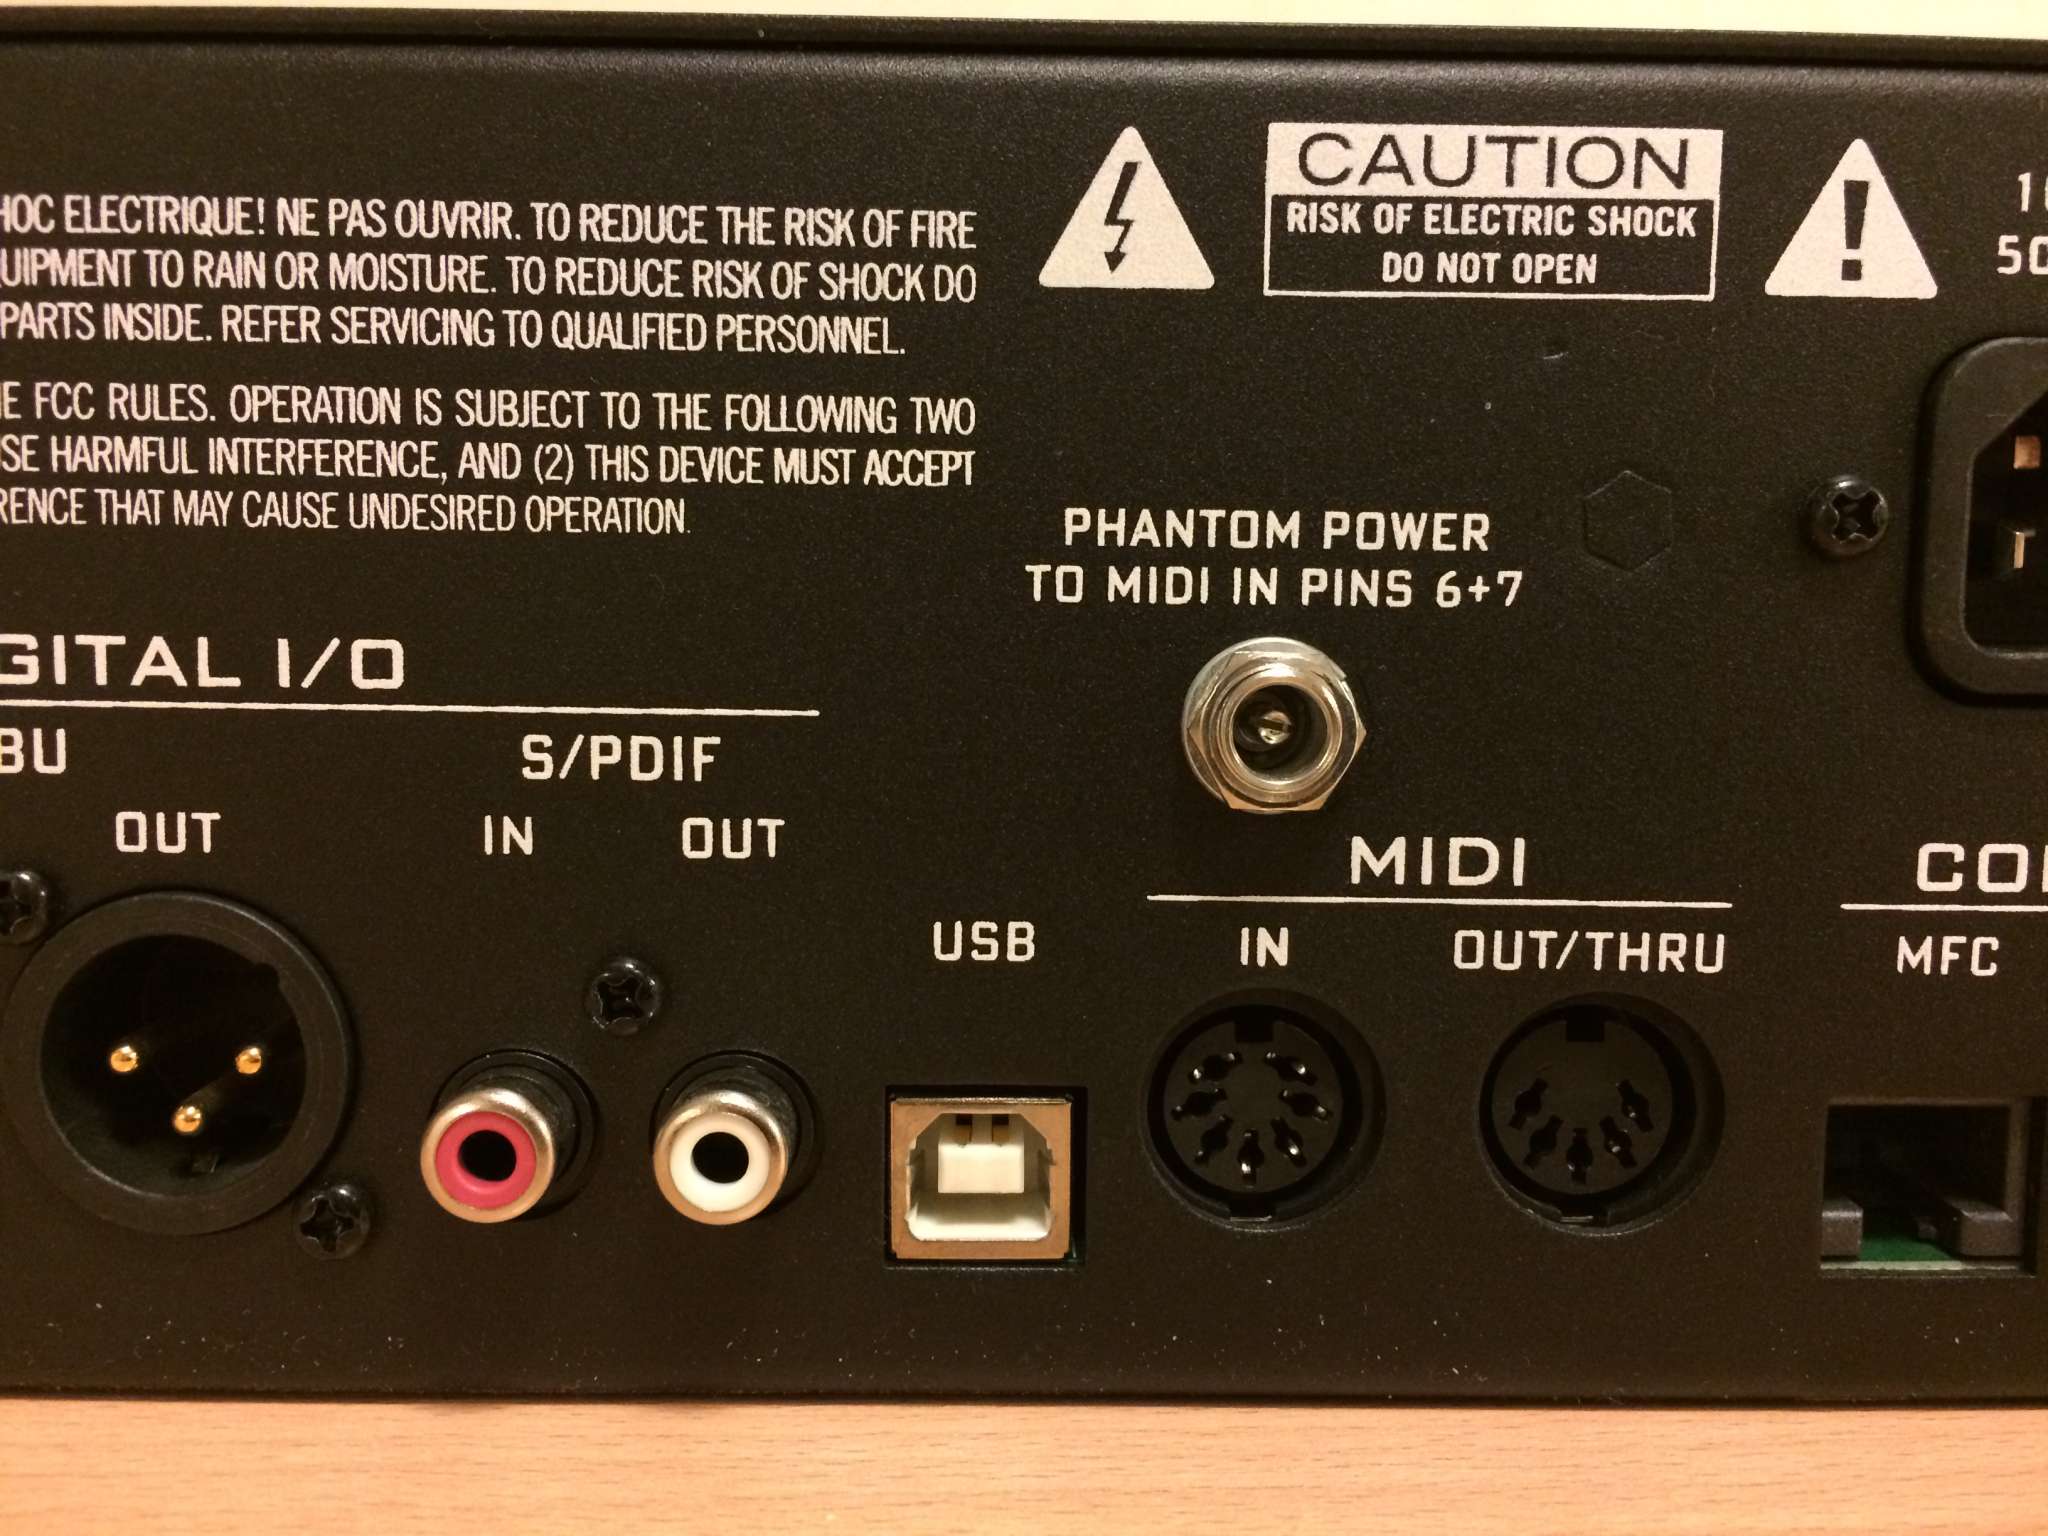 HOC ELECTRIQUE! NE PAS OUVRIR. TO REDUCE THE RISK OF FIRE
UIPMENT TO RAIN OR MOISTURE. TO REDUCE RISK OF SHOCK DO
PARTS INSIDE. REFER SERVICING TO QUALIFIED PERSONNEL.
FCC RULES. OPERATION IS SUBJECT TO THE FOLLOWING TWO
SE HARMFUL INTERFERENCE, AND (2) THIS DEVICE MUST ACCEPT
RENCE THAT MAY CAUSE UNDESIRED OPERATION.
CAUTION
RISK OF ELECTRIC SHOCK
DO NOT OPEN
PHANTOM POWER
TO MIDI IN PINS 6+7
GITAL I/O
BU
S/PDIF
OUT
IN
OUT
USB
MIDI
IN
OUT/THRU
CO
MFC